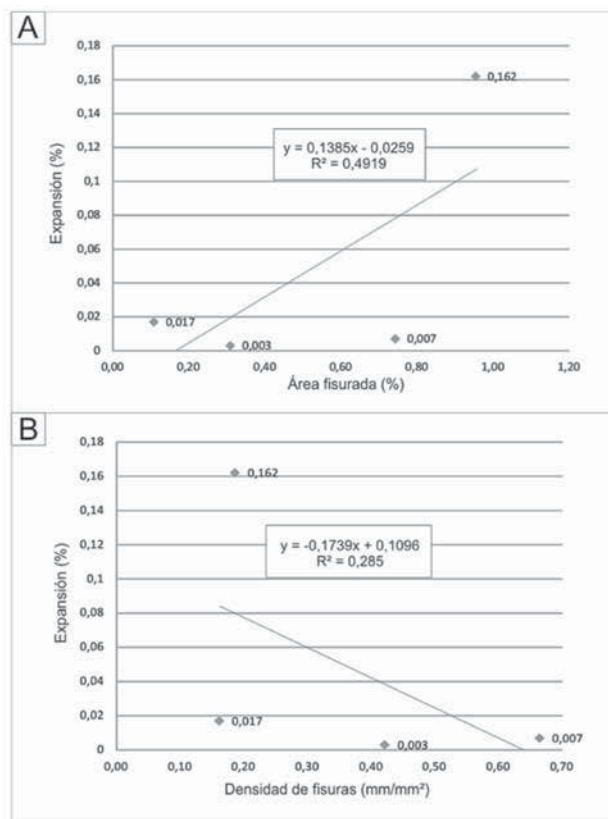 A
0,18
0,16
0,14
0,12
0,1
0,08
0,06
0,04
0,02
0
Expansión (%)
0,162
y = 0,1385x - 0,0259
R² = 0,4919
0,017
0,003
0,007
0,00 0,20 0,40 0,60 0,80 1,00 1,20
Área fisurada (%)
B
0,18
0,16
0,14
0,12
0,1
0,08
0,06
0,04
0,02
0
Expansión (%)
0,162
y = -0,1739x + 0,1096
R² = 0,285
0,017
0,003
0,007
0,00 0,10 0,20 0,30 0,40 0,50 0,60 0,70
Densidad de fisuras (mm/mm²)